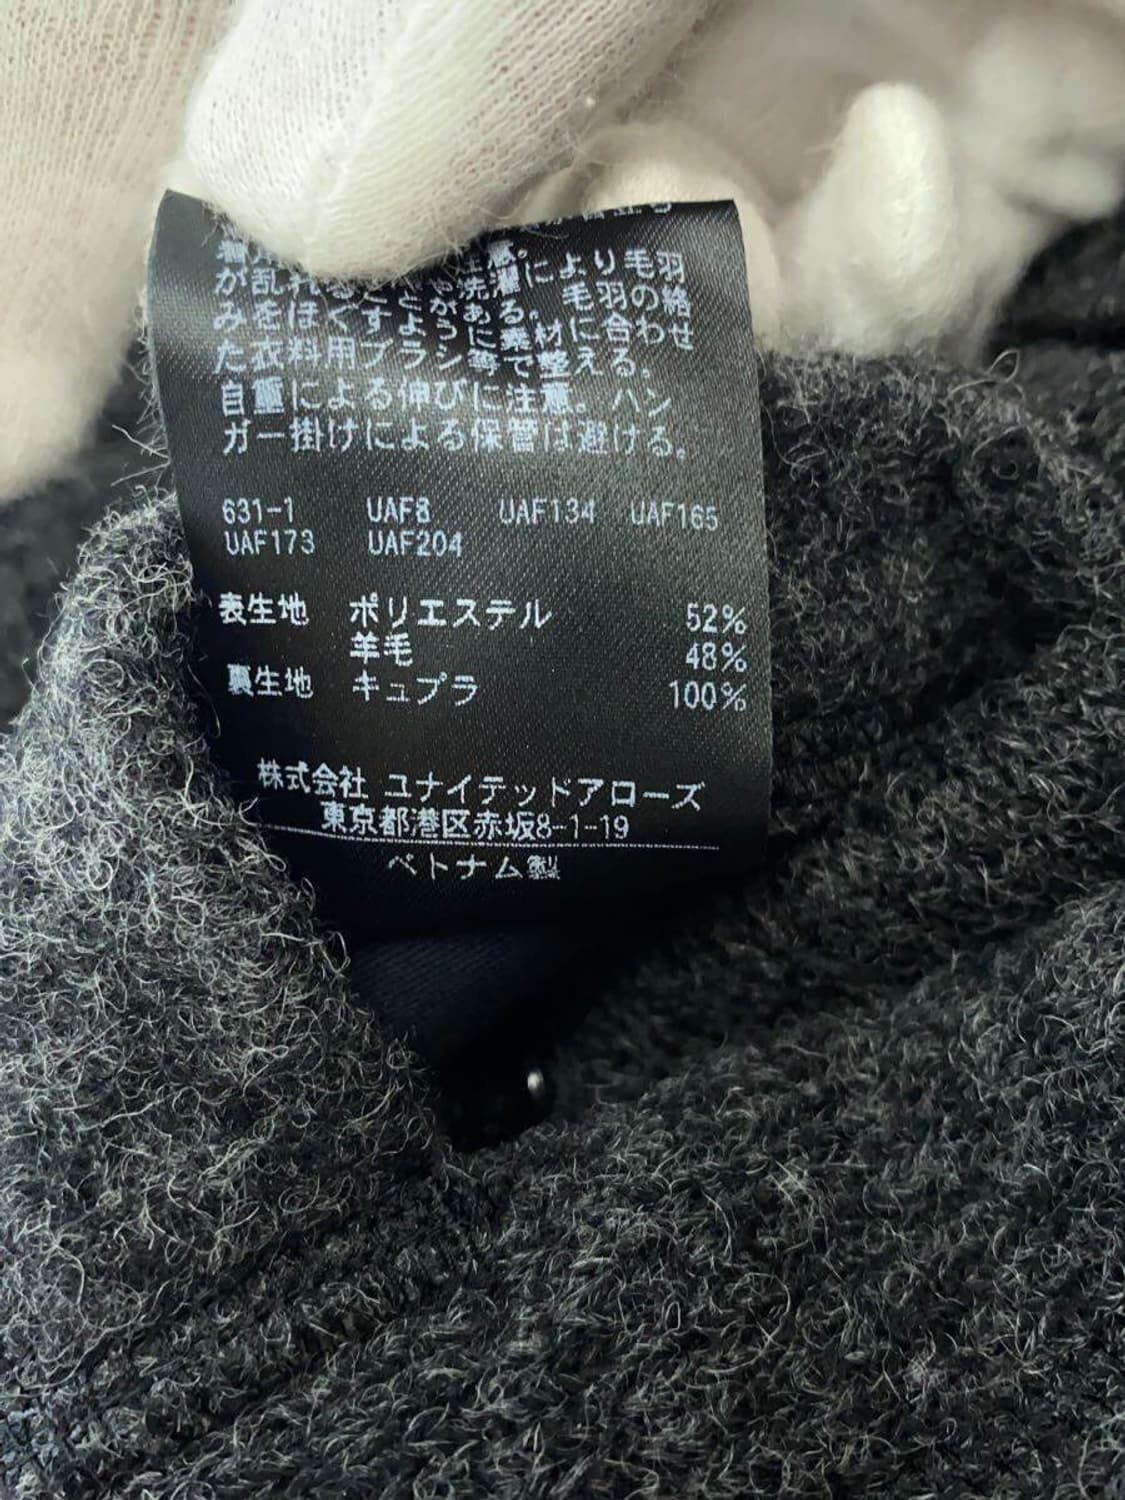 意。
が乱れることがある。毛羽の絡
みをほぐすように素材に合わせ
た衣料用ブラシ等で整える。
自重による伸びに注意。ハン
ガー掛けによる保管は避ける。
631-1 UAF8 UAF134 UAF165
UAF173 UAF204
表生地 ポリエステル 52%
羊毛 48%
裏生地 キュプラ 100%
株式会社 ユナイテッドアローズ
東京都港区赤坂8-1-19
ベトナム製